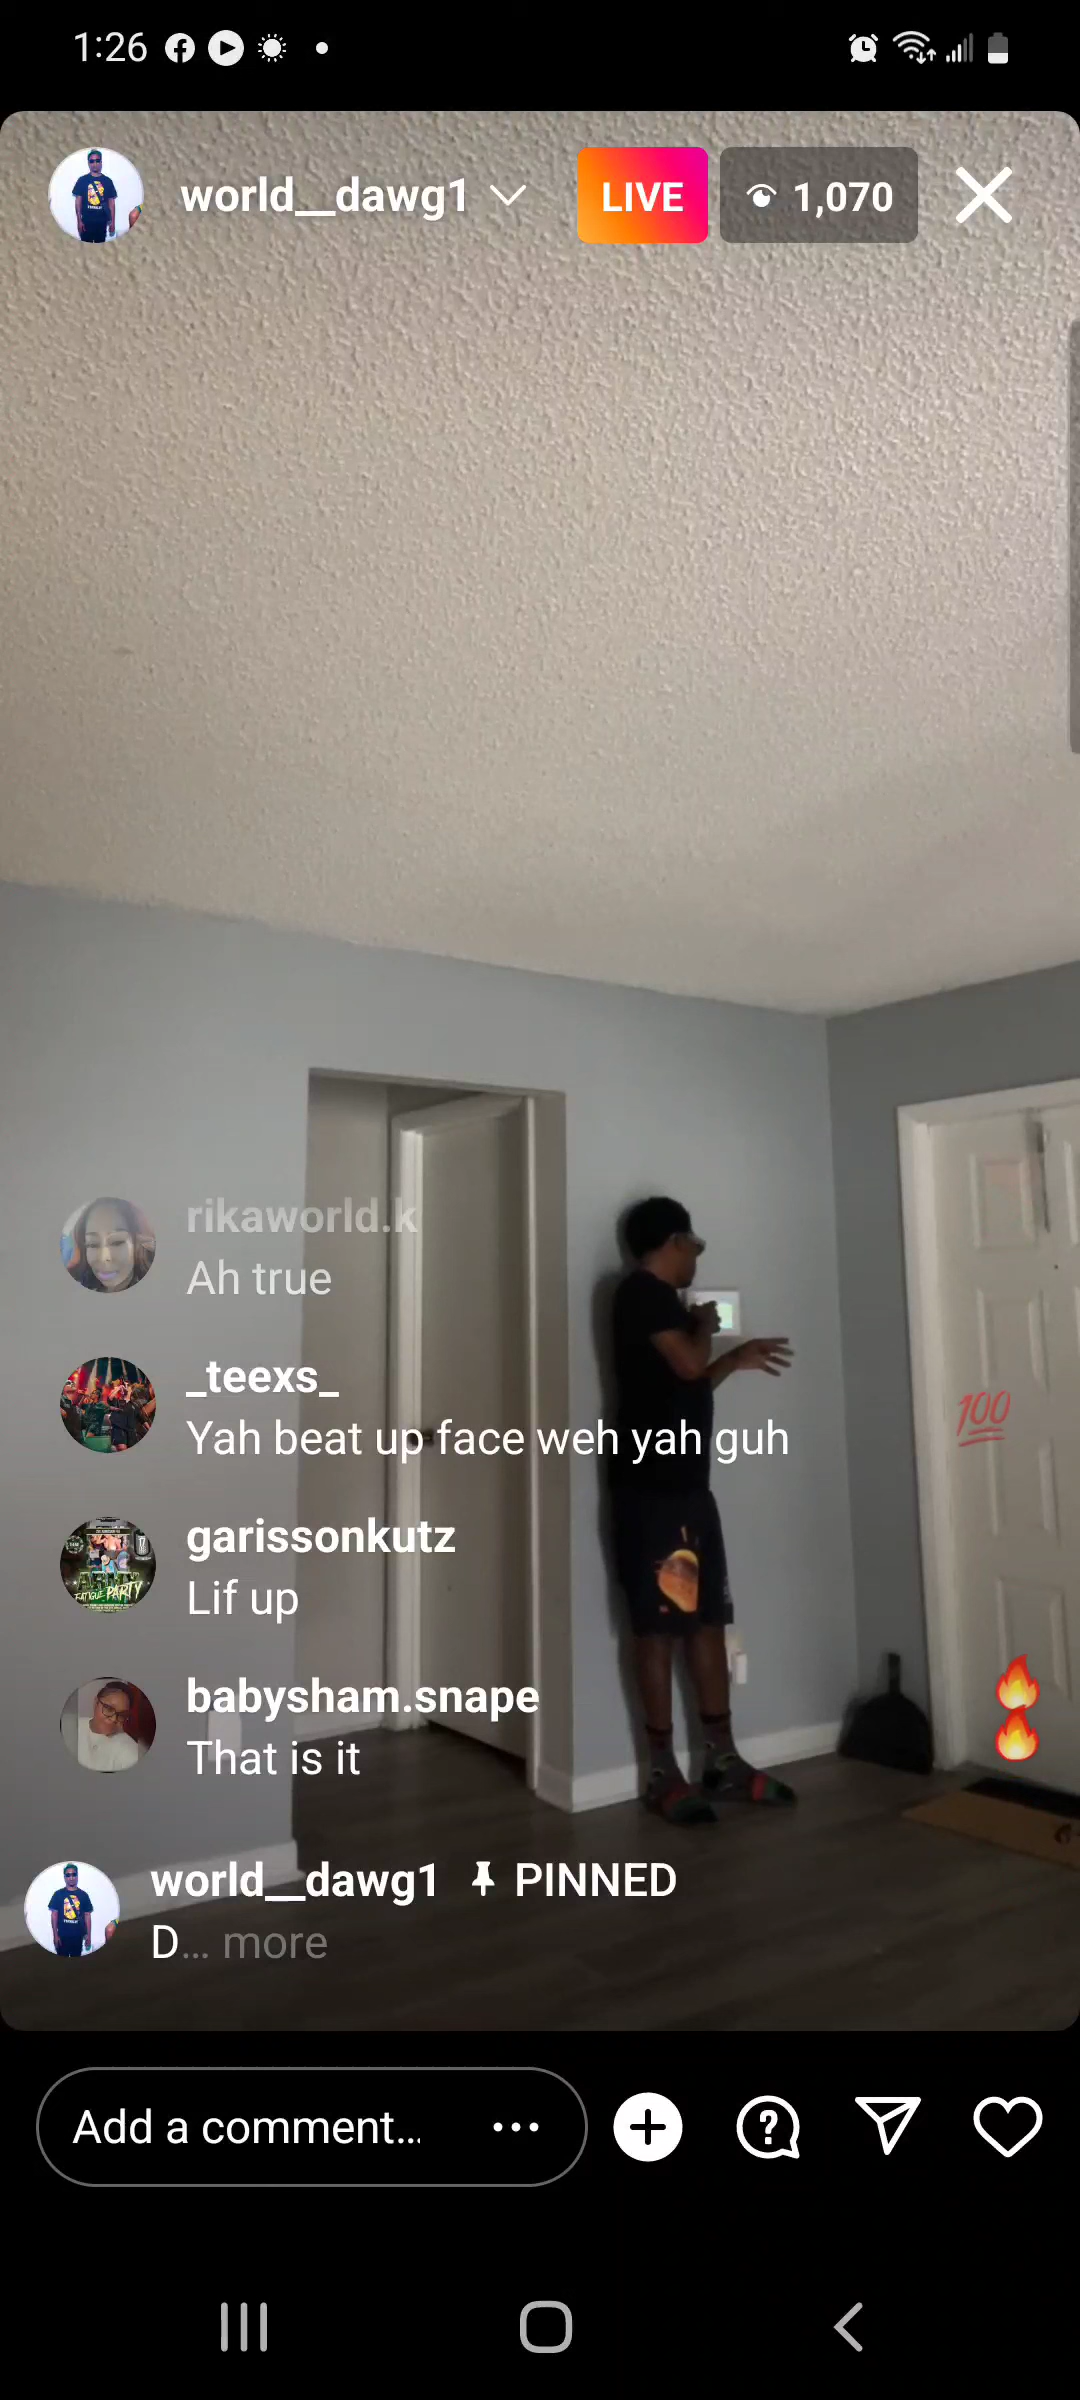 1:26
world__dawg1
LIVE
1,070
rikaworld.k
Ah true
_teexs_
Yah beat up face weh yah guh
100
garissonkutz
Lif up
babysham.snape
That is it
world__dawg1 PINNED
D... more
Add a comment...